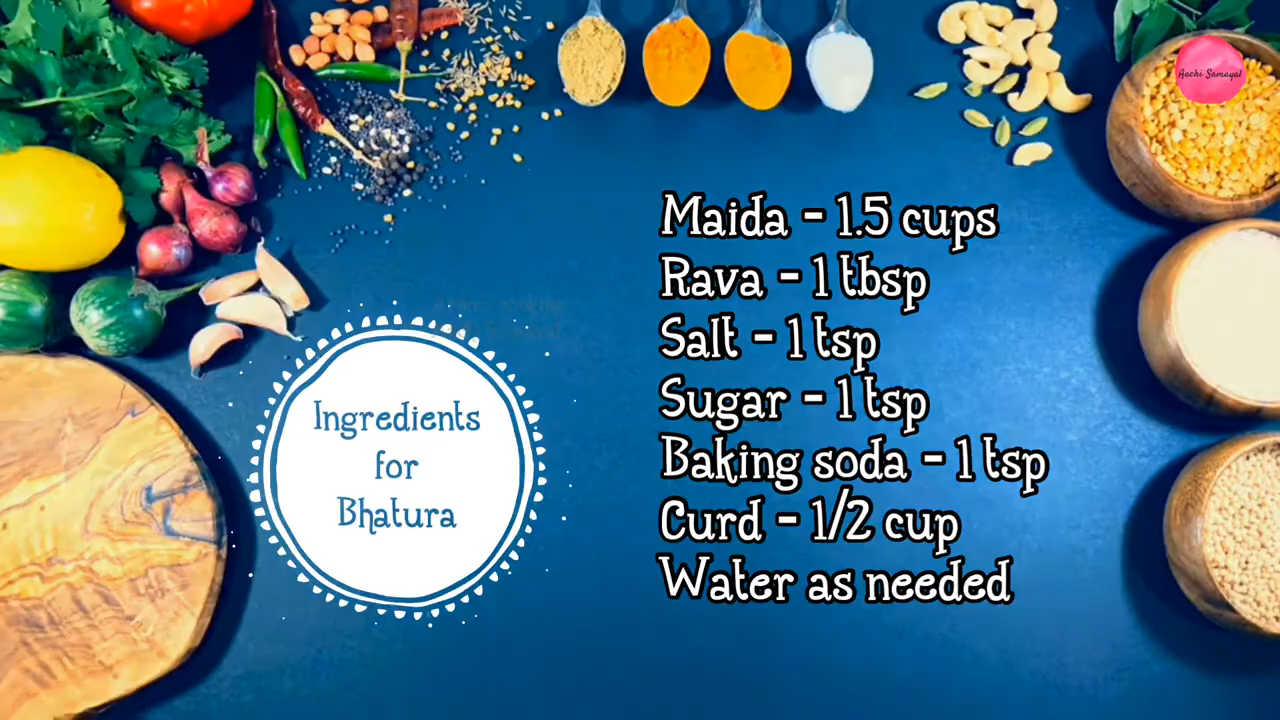 Aachi Samayal
Maida - 1.5 cups
Rava - 1 tbsp
Salt - 1 tsp
Sugar - 1 tsp
Baking soda - 1 tsp
Curd - 1/2 cup
Water as needed
Ingredients
for
Bhatura